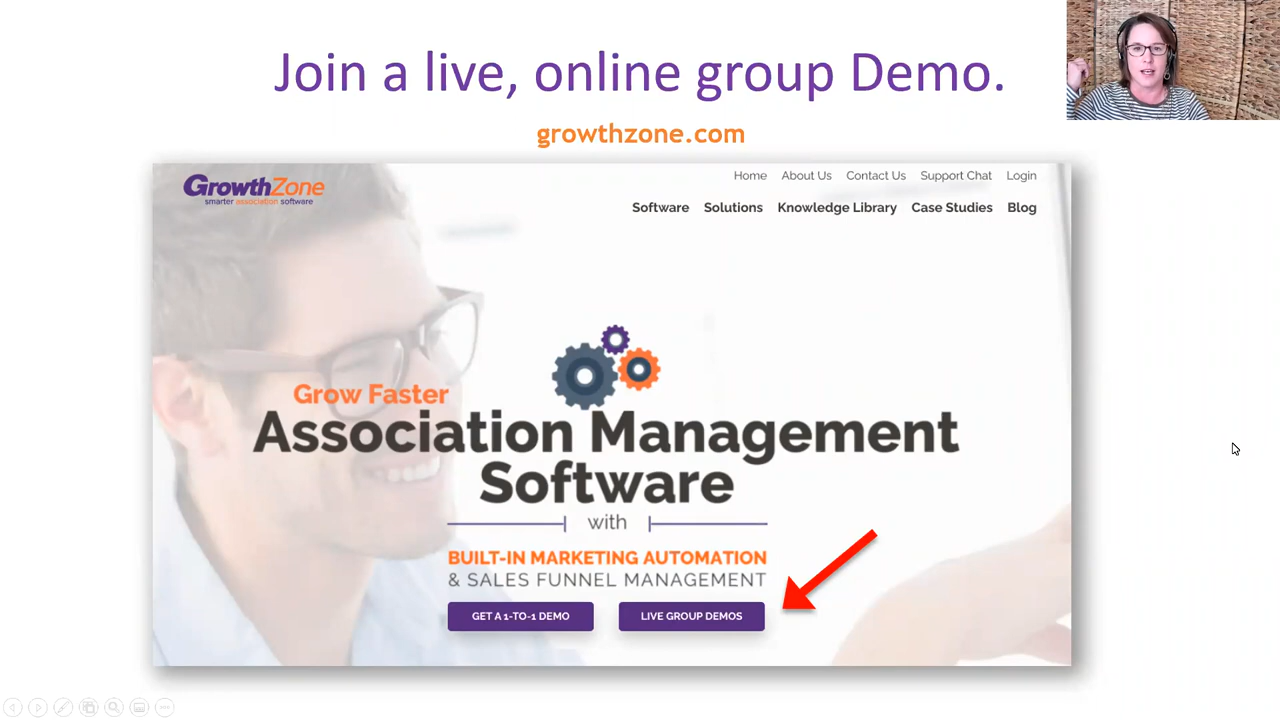 Join a live, online group Demo.
growthzone.com
GrowthZone
smarter association software
Home About Us Contact Us Support Chat Login
Software Solutions Knowledge Library Case Studies Blog
Grow Faster
Association Management
Software
with
BUILT-IN MARKETING AUTOMATION
& SALES FUNNEL MANAGEMENT
GET A 1-TO-1 DEMO LIVE GROUP DEMOS